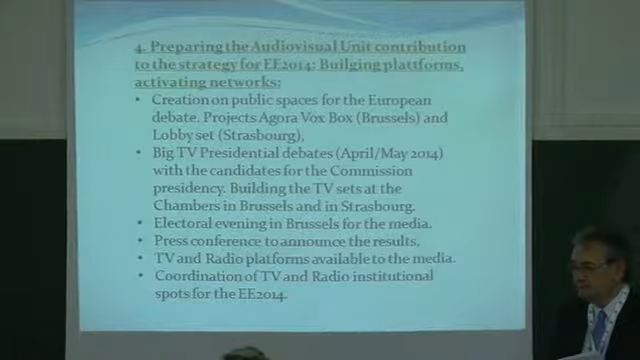 4. Preparing the Audiovisual Unit contribution
to the strategy for EE2014: Builging plattforms,
activating networks:
• Creation on public spaces for the European
debate. Projects Agora Vox Box (Brussels) and
Lobby set (Strasbourg),
• Big TV Presidential debates (April/May 2014)
with the candidates for the Commission
presidency. Building the TV sets at the
Chambers in Brussels and in Strasbourg.
• Electoral evening in Brussels for the media.
• Press conference to announce the results,
• TV and Radio platforms available to the media.
• Coordination of TV and Radio institutional
spots for the EE2014.